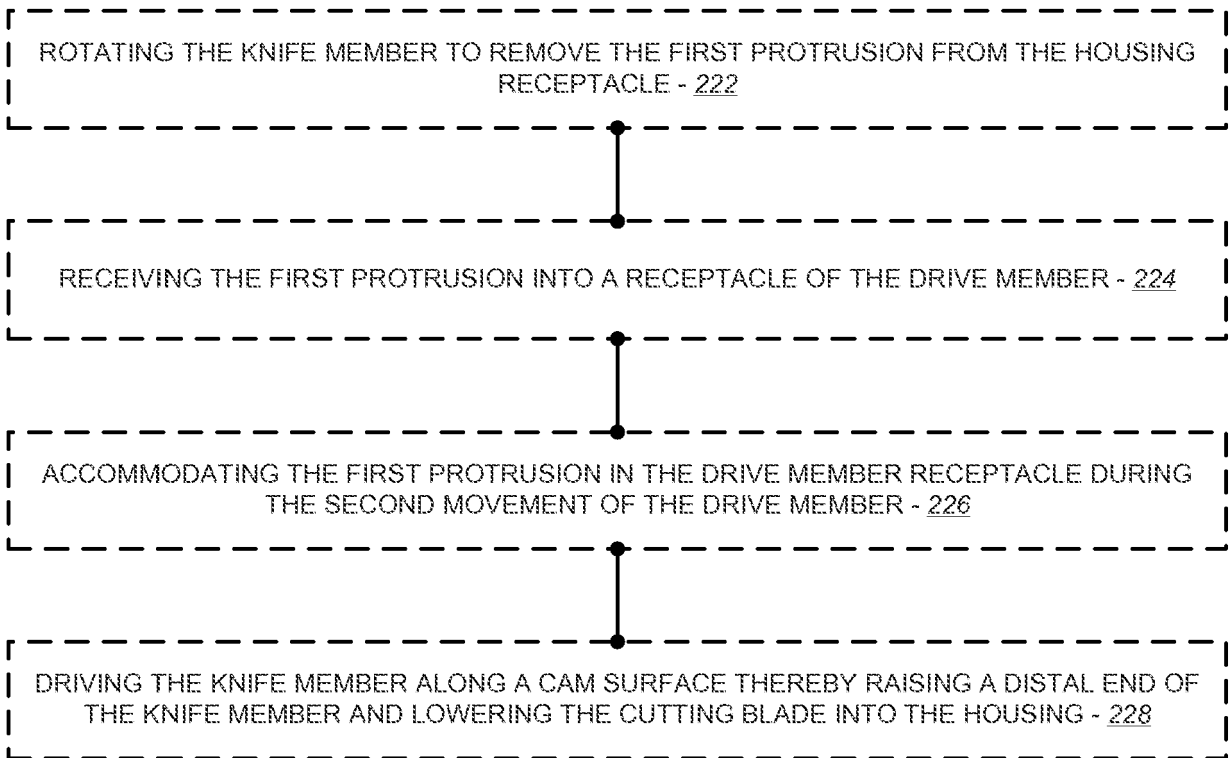 ROTATING THE KNIFE MEMBER TO REMOVE THE FIRST PROTRUSION FROM THE HOUSING
RECEPTACLE - 222
RECEIVING THE FIRST PROTRUSION INTO A RECEPTACLE OF THE DRIVE MEMBER - 224
ACCOMMODATING THE FIRST PROTRUSION IN THE DRIVE MEMBER RECEPTACLE DURING
THE SECOND MOVEMENT OF THE DRIVE MEMBER - 226
DRIVING THE KNIFE MEMBER ALONG A CAM SURFACE THEREBY RAISING A DISTAL END OF
THE KNIFE MEMBER AND LOWERING THE CUTTING BLADE INTO THE HOUSING - 228